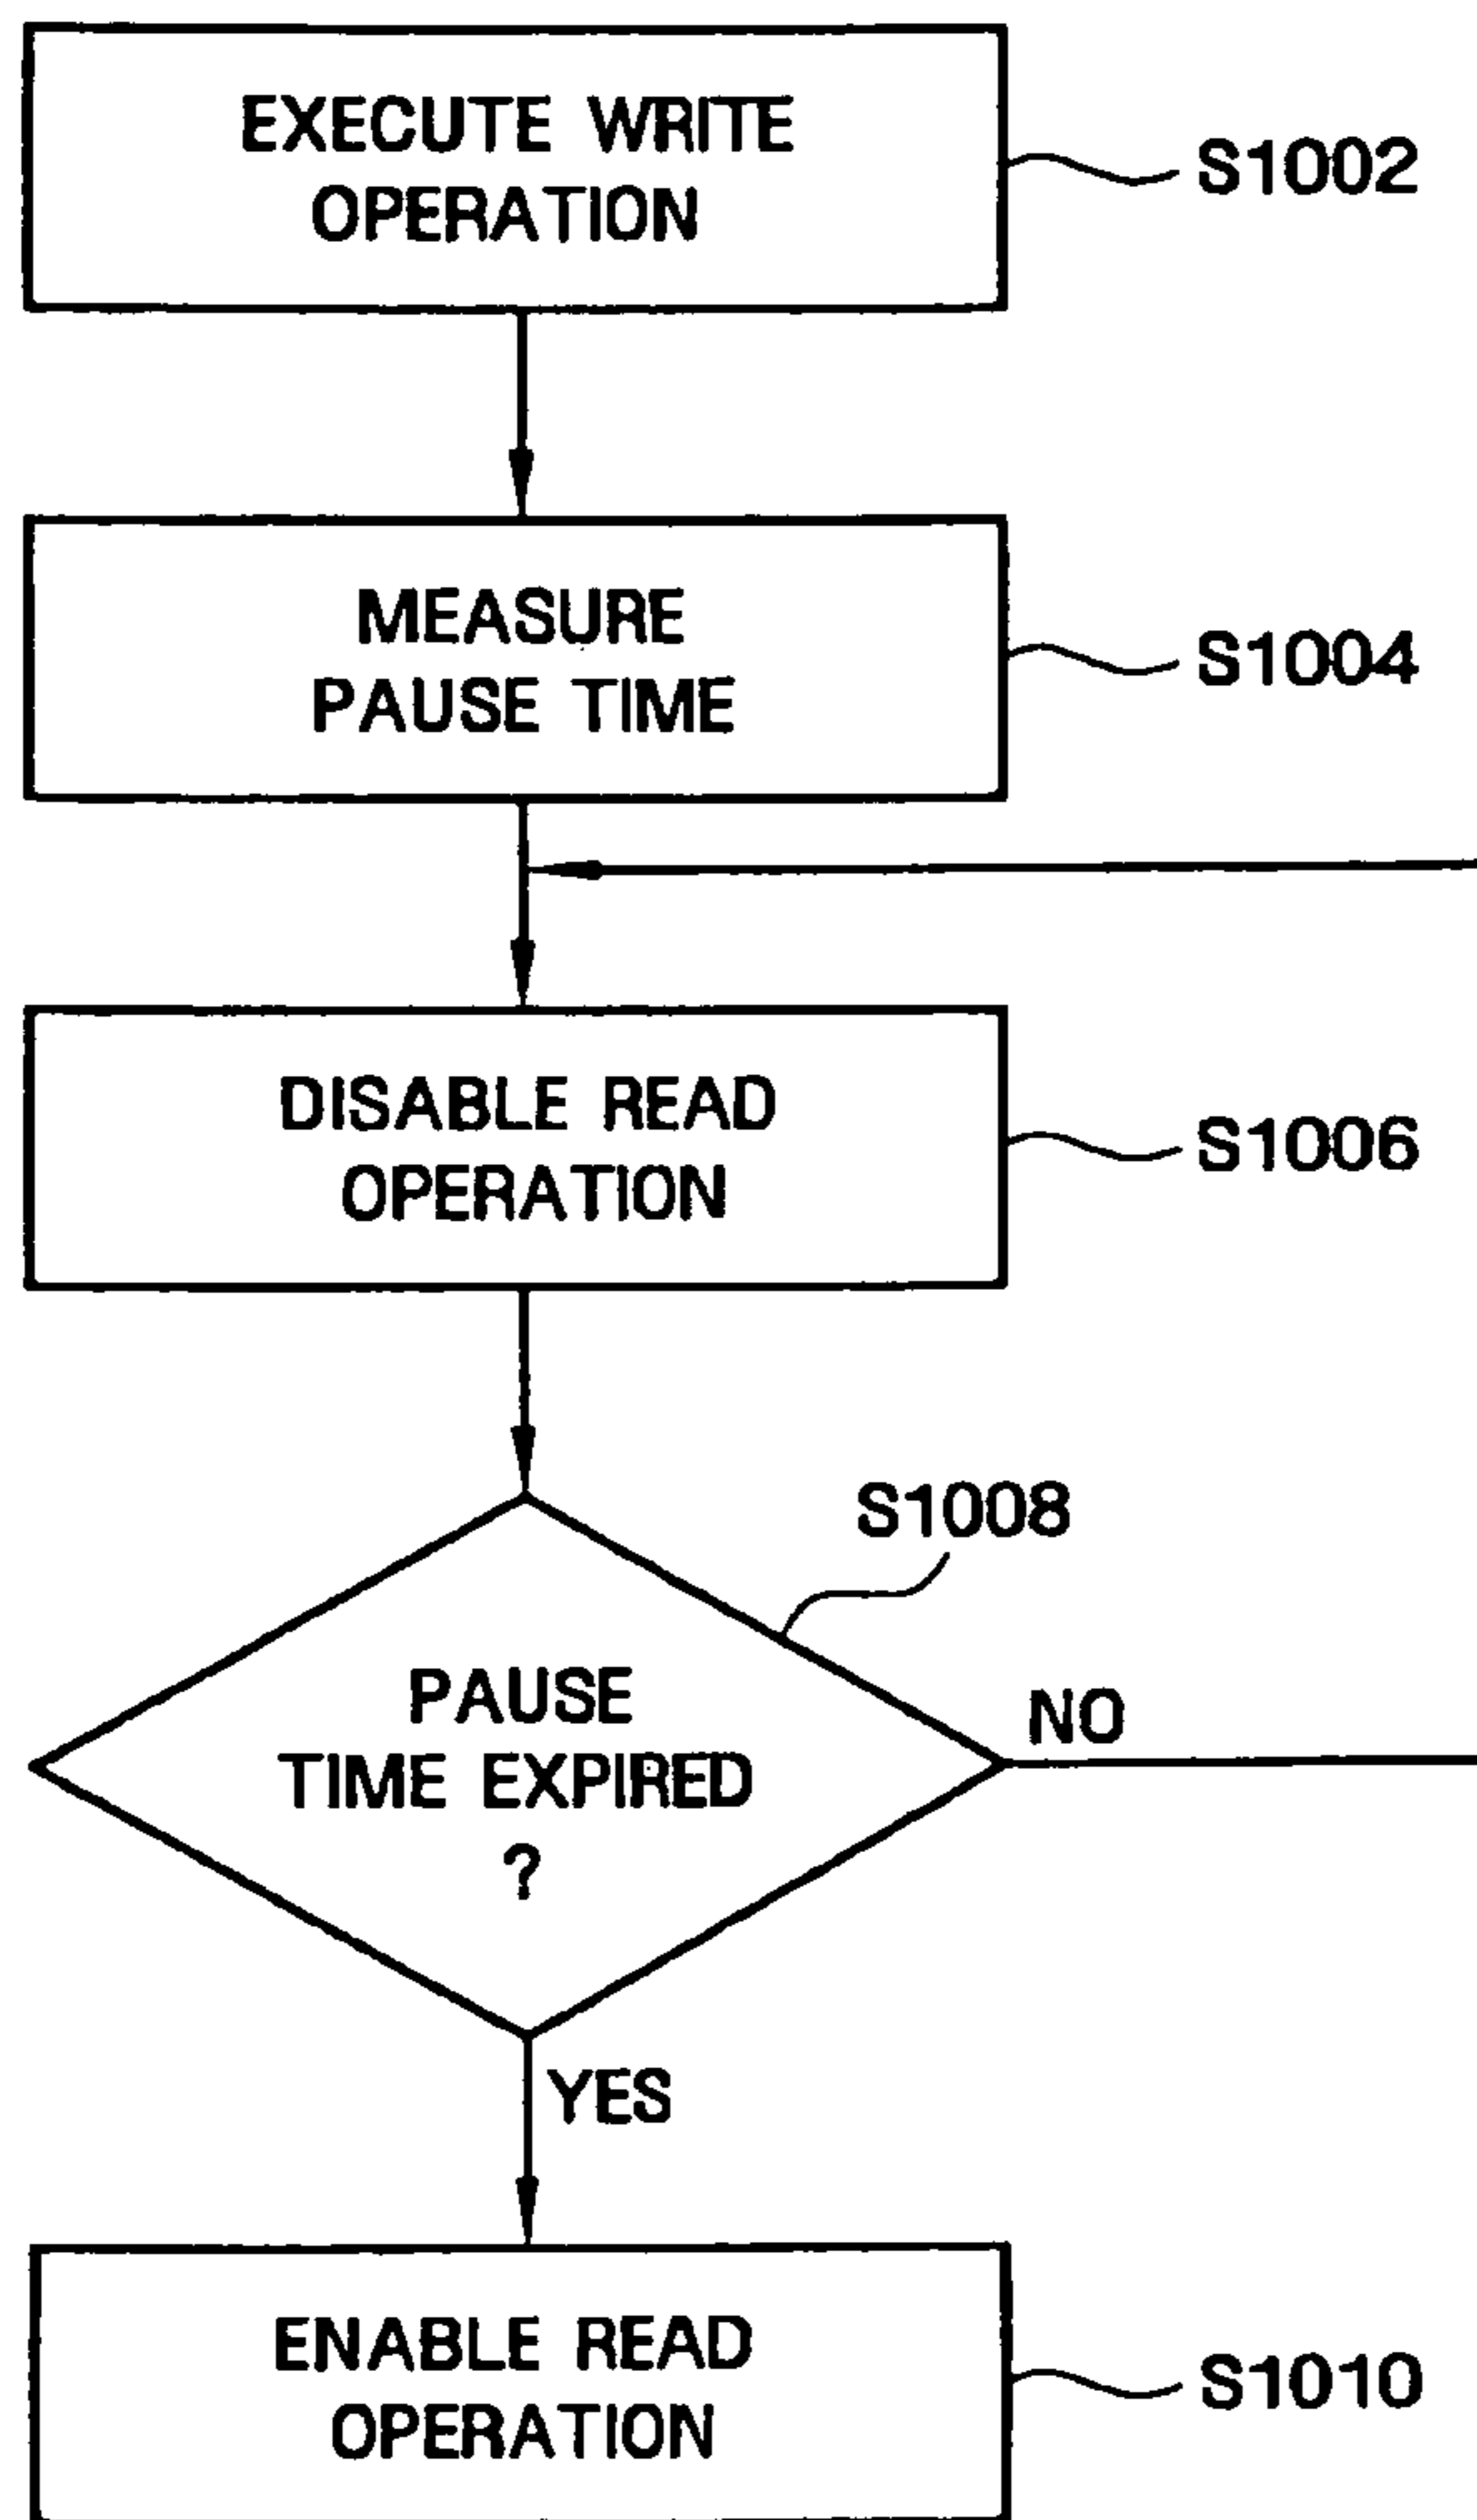 EXECUTE WRITE
OPERATION
S1002
MEASURE
PAUSE TIME
S1004
DISABLE READ
OPERATION
S1006
S1008
PAUSE
TIME EXPIRED
?
NO
YES
ENABLE READ
OPERATION
S1010